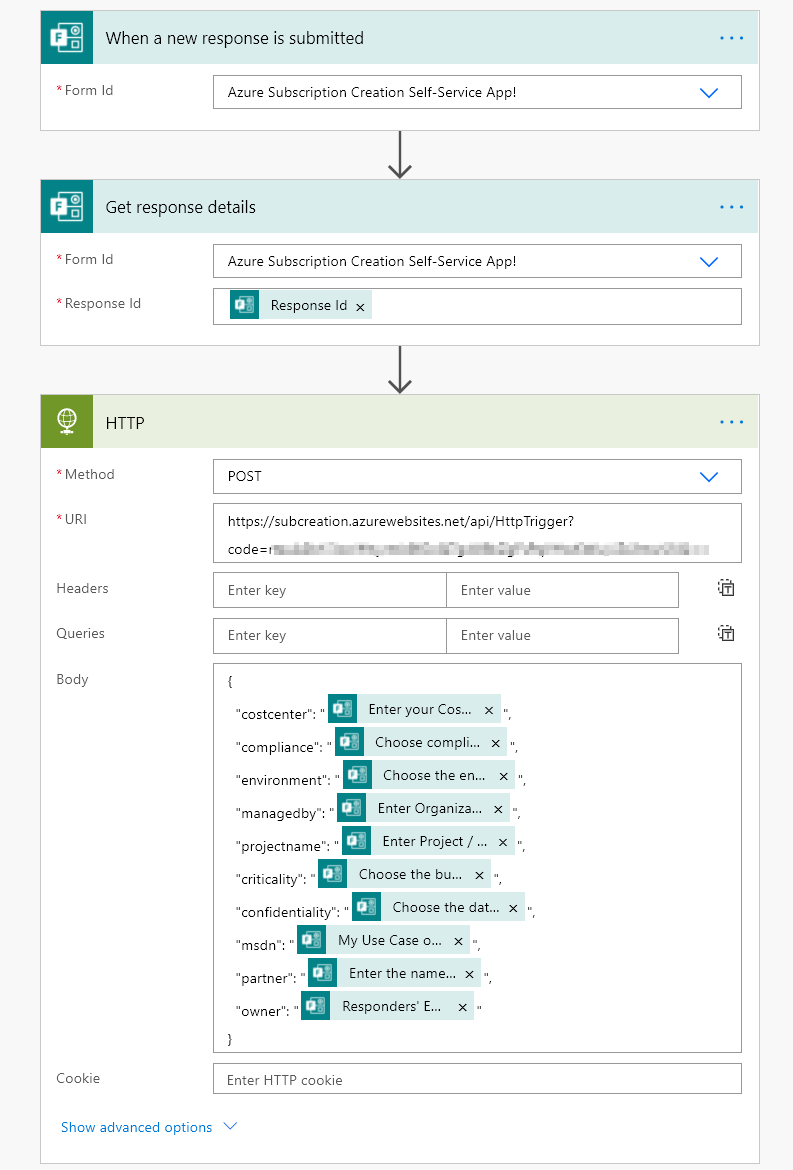 When a new response is submitted
* Form Id
Azure Subscription Creation Self-Service App!
Get response details
* Form Id
Azure Subscription Creation Self-Service App!
* Response Id
Response Id ×
HTTP
* Method
POST
* URI
https://subcreation.azurewebsites.net/api/HttpTrigger?
code=
Headers
Enter key
Enter value
Queries
Enter key
Enter value
Body
{
"costcenter": " Enter your Cos... × ",
"compliance": " Choose compli... × ",
"environment": " Choose the en... × ",
"managedby": " Enter Organiza... × ",
"projectname": " Enter Project / ... × ",
"criticality": " Choose the bu... × ",
"confidentiality": " Choose the dat... × ",
"msdn": " My Use Case o... × ",
"partner": " Enter the name... × ",
"owner": " Responders' E... × "
}
Cookie
Enter HTTP cookie
Show advanced options